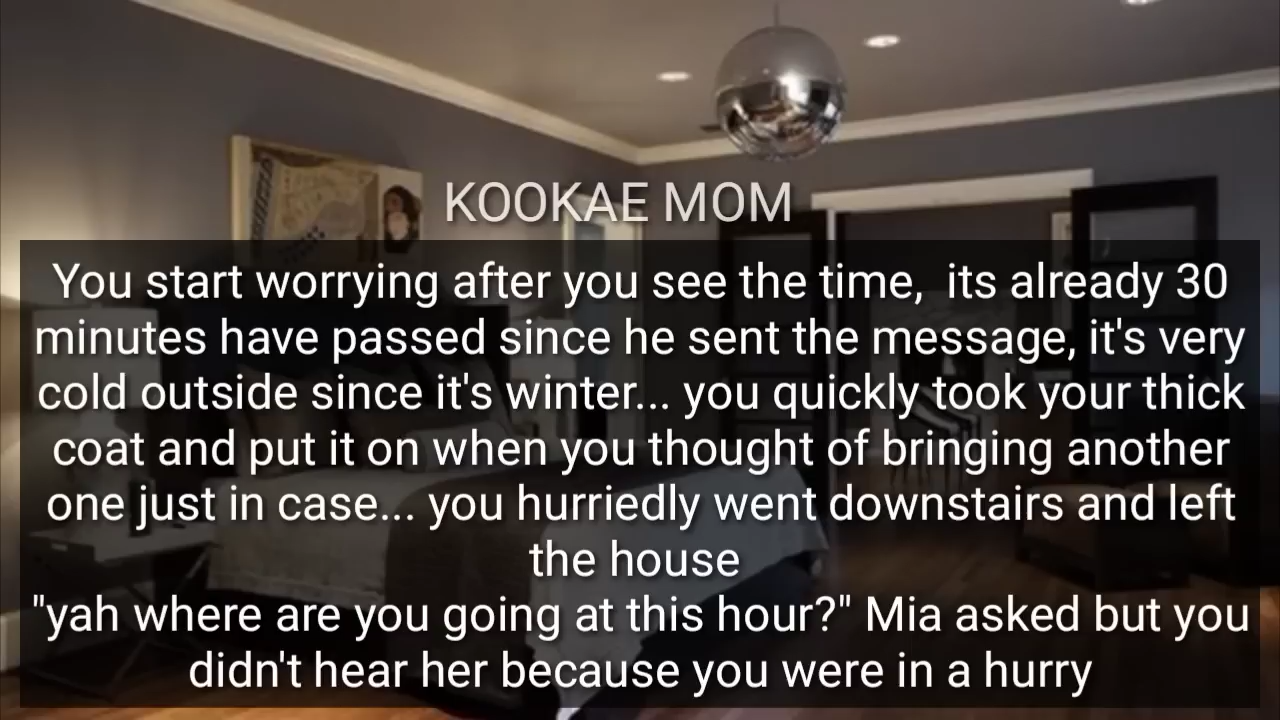 KOOKAE MOM
You start worrying after you see the time,  its already 30
minutes have passed since he sent the message, it's very
cold outside since it's winter... you quickly took your thick
coat and put it on when you thought of bringing another
one just in case... you hurriedly went downstairs and left
the house
"yah where are you going at this hour?" Mia asked but you
didn't hear her because you were in a hurry